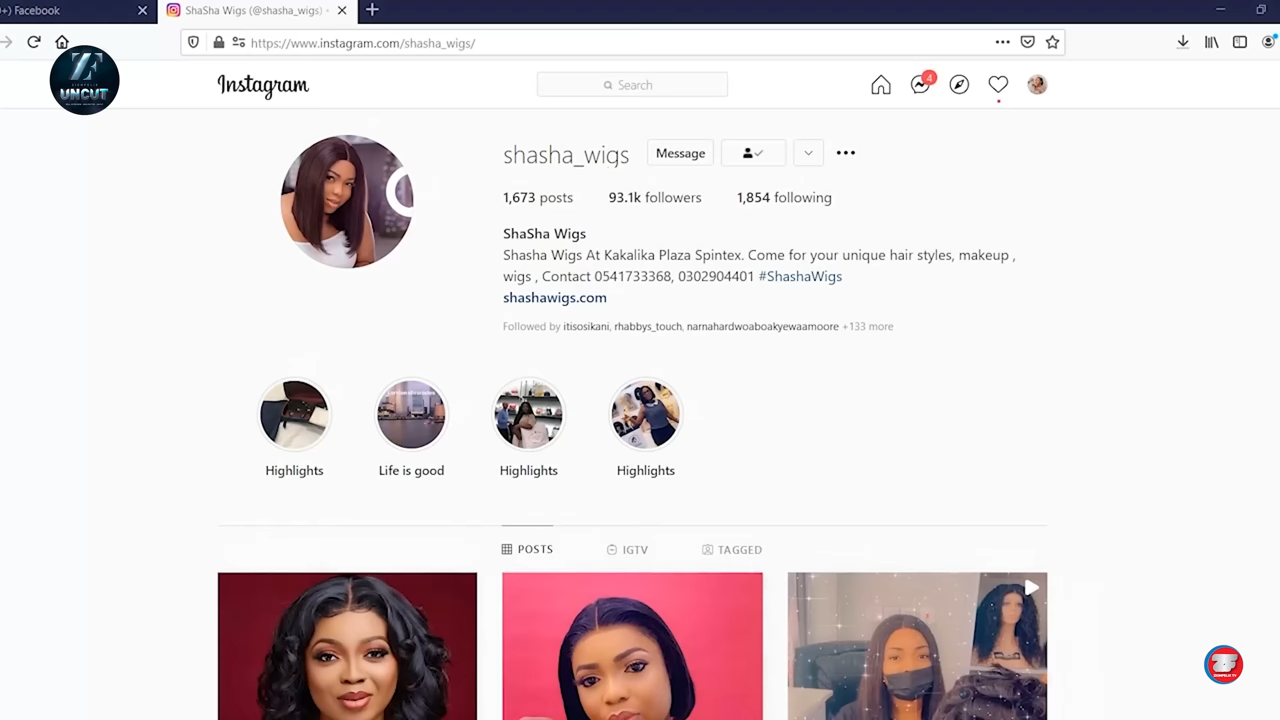 +) Facebook
ShaSha Wigs (@shasha_wigs) •
https://www.instagram.com/shasha_wigs/
ZF
UNCUT
Instagram
Search
4
shasha_wigs
Message
1,673 posts 93.1k followers 1,854 following
ShaSha Wigs
Shasha Wigs At Kakalika Plaza Spintex. Come for your unique hair styles, makeup ,
wigs , Contact 0541733368, 0302904401 #ShashaWigs
shashawigs.com
Followed by itisosikani, rhabbys_touch, narnahardwoaboakyewaamoore +133 more
Highlights
Life is good
Highlights
Highlights
POSTS
IGTV
TAGGED